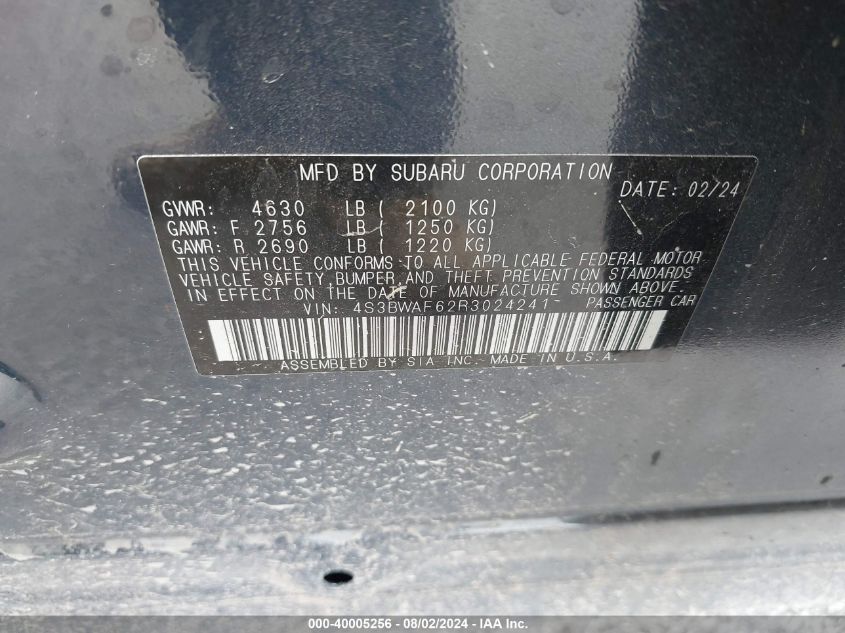 MFD BY SUBARU CORPORATION
DATE: 02/24
GVWR: 4630 LB ( 2100 KG)
GAWR: F 2756 LB ( 1250 KG)
GAWR: R 2690 LB ( 1220 KG)
THIS VEHICLE CONFORMS TO ALL APPLICABLE FEDERAL MOTOR
VEHICLE SAFETY, BUMPER AND THEFT PREVENTION STANDARDS
IN EFFECT ON THE DATE OF MANUFACTURE SHOWN ABOVE.
VIN: 4S3BWAF62R3024241 PASSENGER CAR
ASSEMBLED BY SIA INC. MADE IN U.S.A.
000-40005256 - 08/02/2024 - Copyright © 2024 - IAA, Inc.